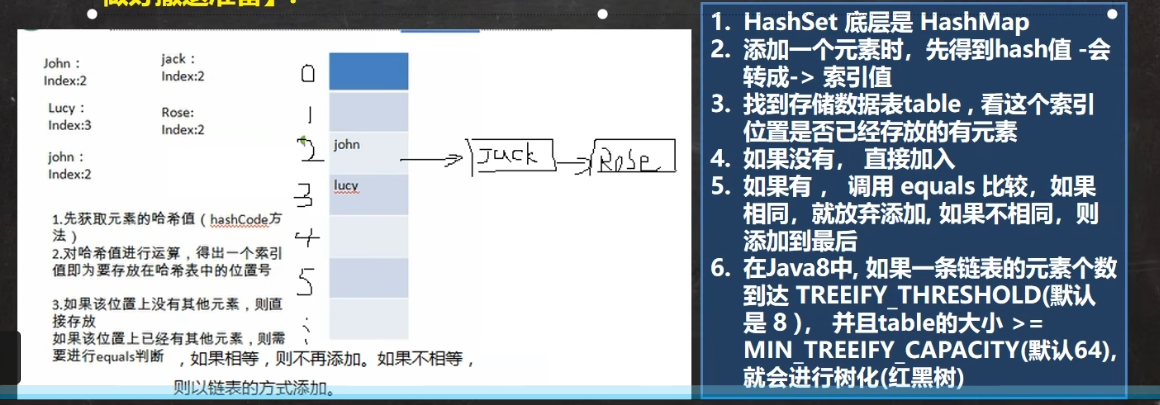 做好撤退准备】.
John：
Index:2
jack：
Index:2
Lucy：
Index:3
Rose:
Index:2
john：
Index:2
1.先获取元素的哈希值（hashCode方
法）
2.对哈希值进行运算，得出一个索引
值即为要存放在哈希表中的位置号
3.如果该位置上没有其他元素，则直
接存放
如果该位置上已经有其他元素，则需
要进行equals判断 ，如果相等，则不再添加。如果不相等，
则以链表的方式添加。
0
1
2
john
Jack
Rose
3
lucy
4
5
1. HashSet 底层是 HashMap
2. 添加一个元素时，先得到hash值 -会
转成-> 索引值
3. 找到存储数据表table , 看这个索引
位置是否已经存放的有元素
4. 如果没有， 直接加入
5. 如果有 ， 调用 equals 比较，如果
相同，就放弃添加, 如果不相同，则
添加到最后
6. 在Java8中, 如果一条链表的元素个数
到达 TREEIFY_THRESHOLD(默认
是 8 )， 并且table的大小 >=
MIN_TREEIFY_CAPACITY(默认64),
就会进行树化(红黑树)